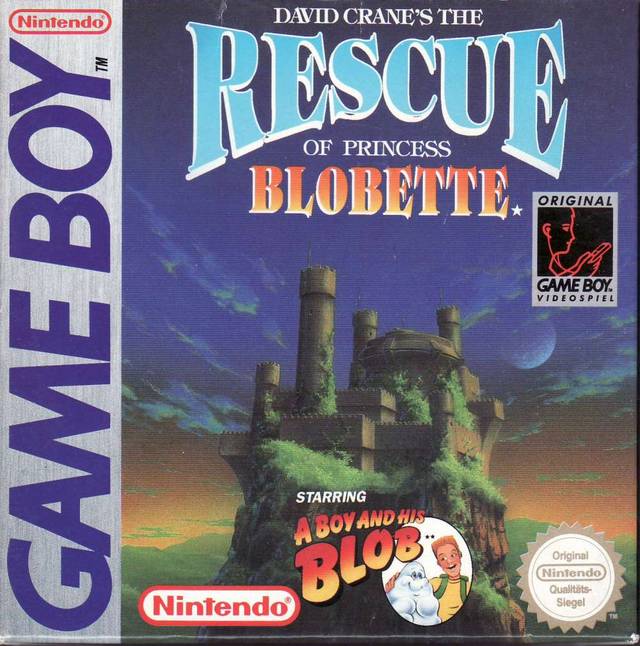 Nintendo®
GAME BOY™
DAVID CRANE'S THE
RESCUE
OF PRINCESS
BLOBETTE★
ORIGINAL
GAME BOY.
VIDEOSPIEL
STARRING
A BOY AND HIS
BLOB★★
Nintendo®
Original
Nintendo
Qualitäts-
Siegel
TM